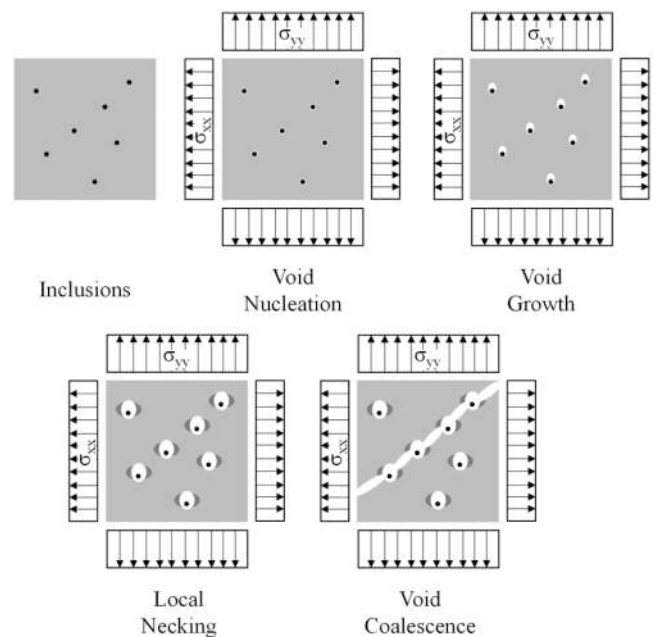 σyy
σyy
σxx
σxx
Inclusions
Void
Nucleation
Void
Growth
σyy
σyy
σxx
σxx
Local
Necking
Void
Coalescence